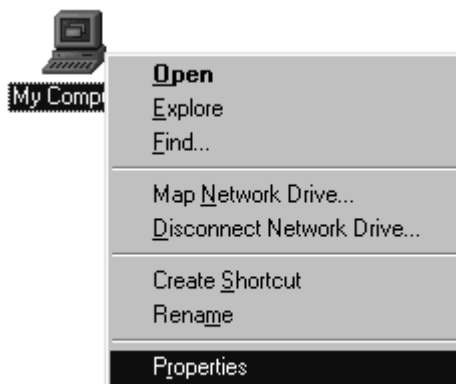 My Comp
Open
Explore
Find...
Map Network Drive...
Disconnect Network Drive...
Create Shortcut
Rename
Properties